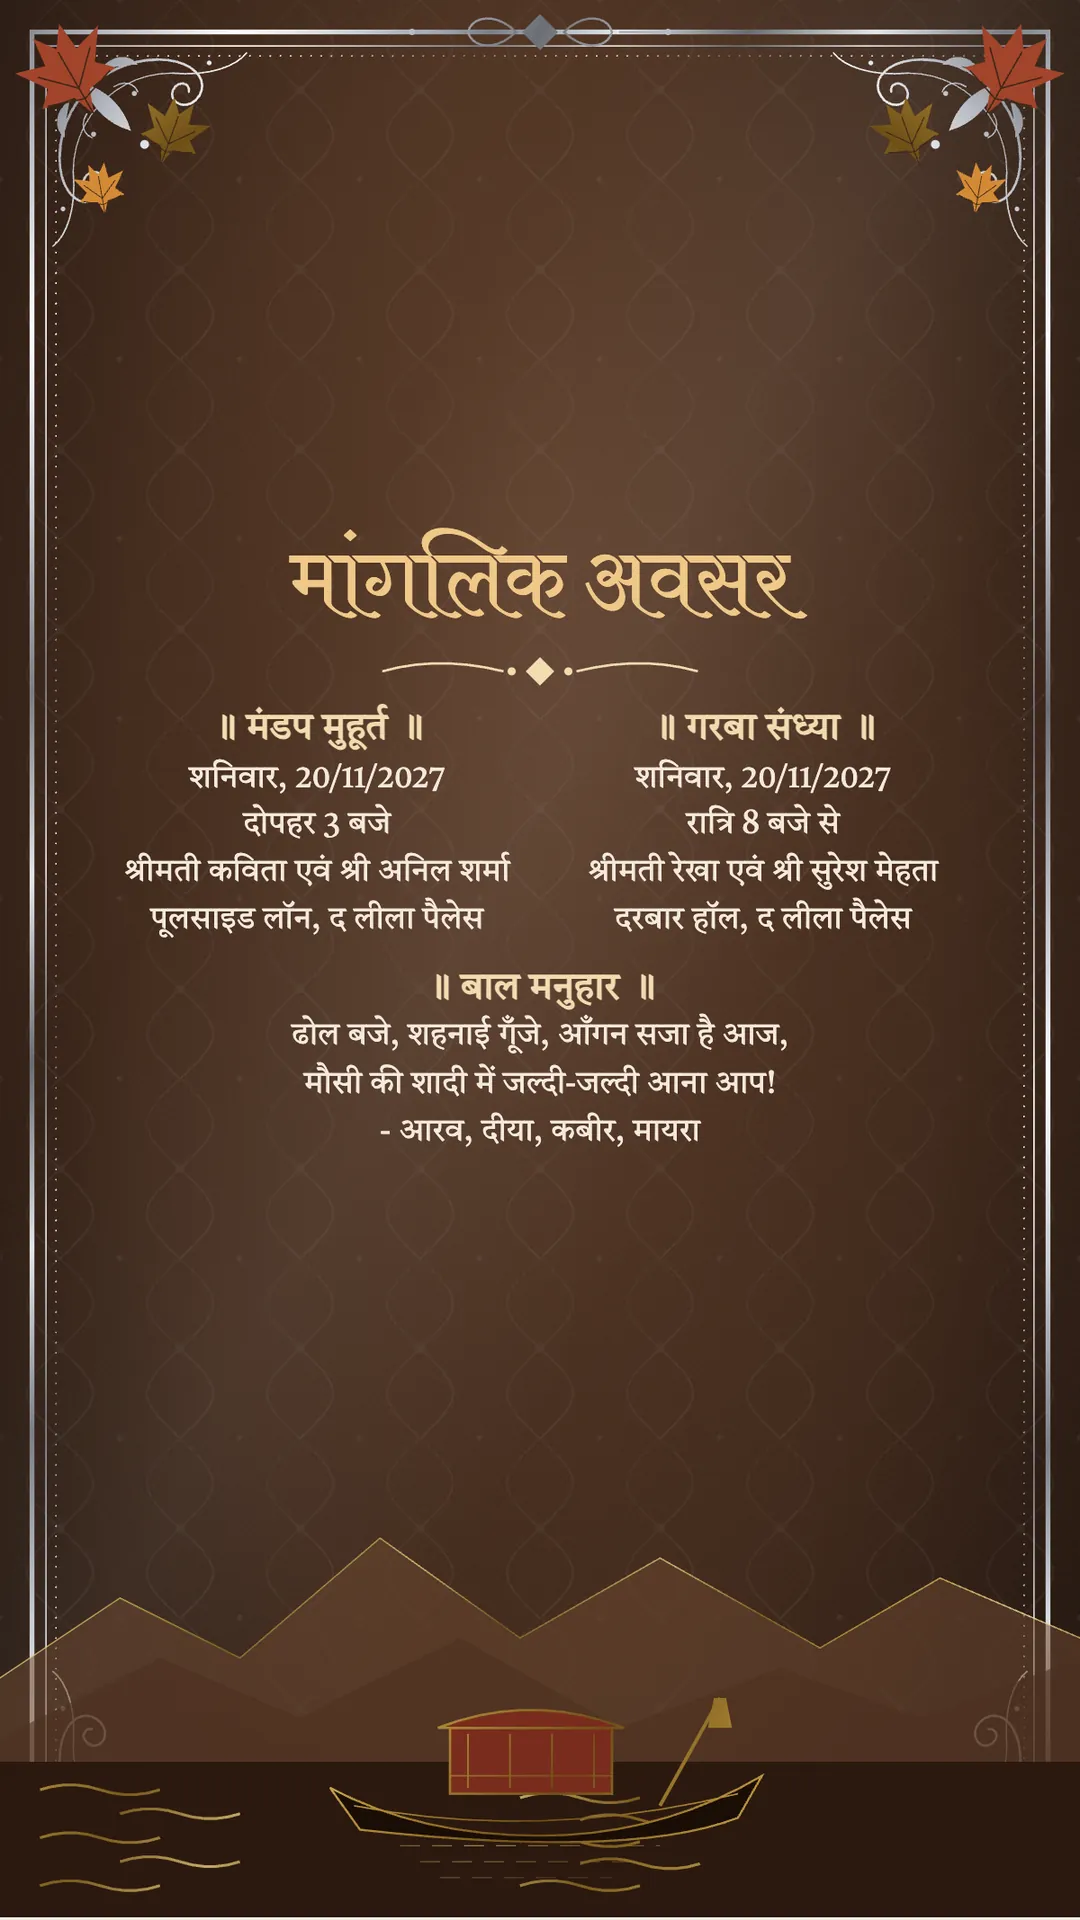 मांगलिक अवसर
॥ मंडप मुहूर्त ॥
शनिवार, 20/11/2027
दोपहर 3 बजे
श्रीमती कविता एवं श्री अनिल शर्मा
पूलसाइड लॉन, द लीला पैलेस
॥ गरबा संध्या ॥
शनिवार, 20/11/2027
रात्रि 8 बजे से
श्रीमती रेखा एवं श्री सुरेश मेहता
दरबार हॉल, द लीला पैलेस
॥ बाल मनुहार ॥
ढोल बजे, शहनाई गूँजे, आँगन सजा है आज,
मौसी की शादी में जल्दी-जल्दी आना आप!
- आरव, दीया, कबीर, मायरा